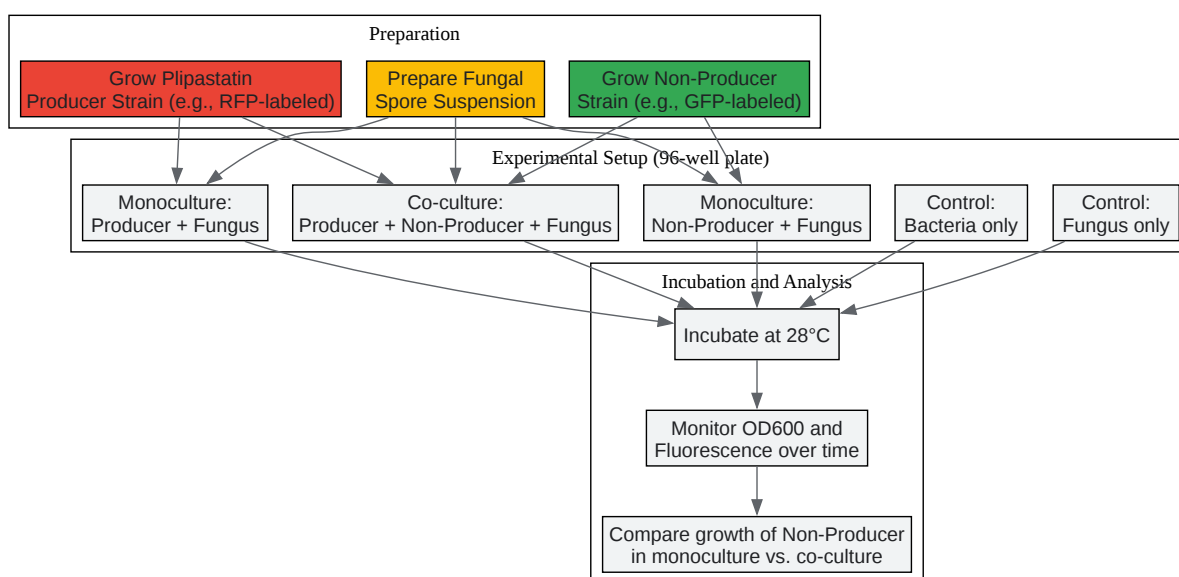 Preparation
Grow Plipastatin
Producer Strain (e.g., RFP-labeled)
Prepare Fungal
Spore Suspension
Grow Non-Producer
Strain (e.g., GFP-labeled)
Experimental Setup (96-well plate)
Monoculture:
Producer + Fungus
Co-culture:
Producer + Non-Producer + Fungus
Monoculture:
Non-Producer + Fungus
Control:
Bacteria only
Control:
Fungus only
Incubation and Analysis
Incubate at 28°C
Monitor OD600 and
Fluorescence over time
Compare growth of Non-Producer
in monoculture vs. co-culture